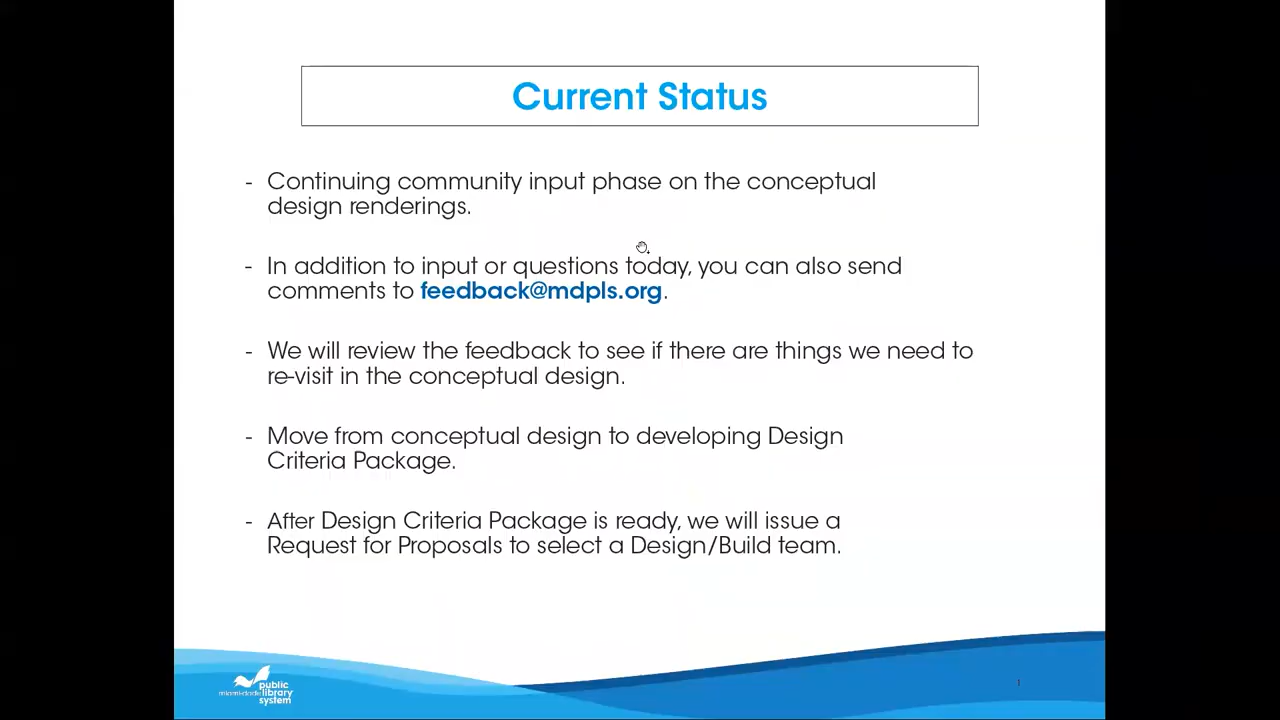 Current Status
- Continuing community input phase on the conceptual
design renderings.
- In addition to input or questions today, you can also send
comments to feedback@mdpls.org.
- We will review the feedback to see if there are things we need to
re-visit in the conceptual design.
- Move from conceptual design to developing Design
Criteria Package.
- After Design Criteria Package is ready, we will issue a
Request for Proposals to select a Design/Build team.
public
miami-dade library
system